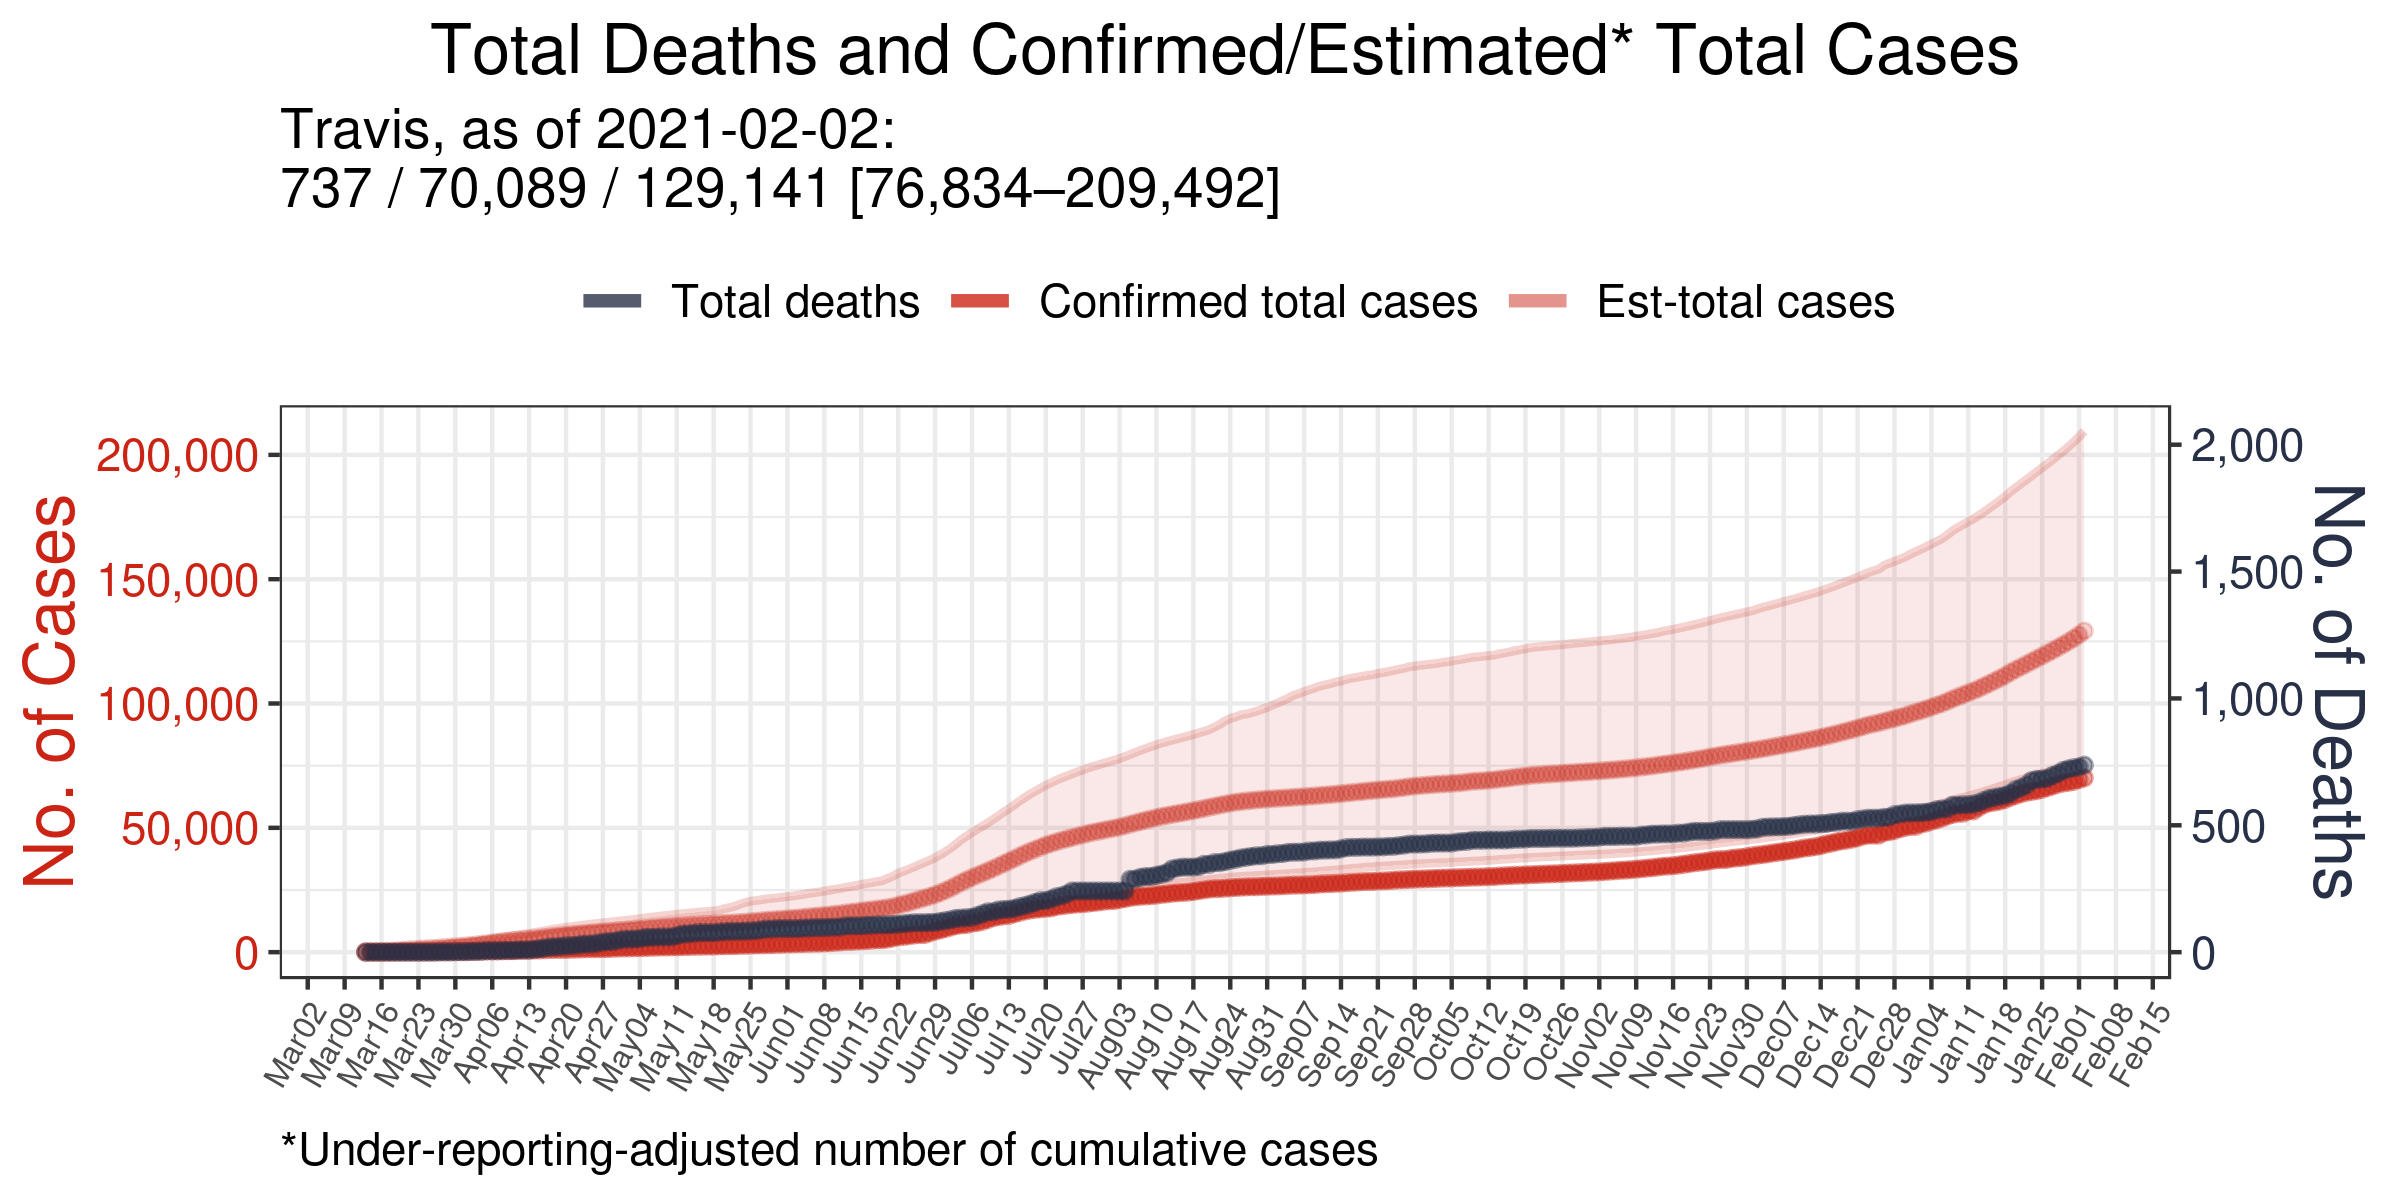 Total Deaths and Confirmed/Estimated* Total Cases
Travis, as of 2021-02-02:
737 / 70,089 / 129,141 [76,834–209,492]
Total deaths
Confirmed total cases
Est-total cases
No. of Cases
200,000
150,000
100,000
50,000
0
2,000
1,500
1,000
500
0
No. of Deaths
Mar02
Mar09
Mar16
Mar23
Mar30
Apr06
Apr13
Apr20
Apr27
May04
May11
May18
May25
Jun01
Jun08
Jun15
Jun22
Jun29
Jul06
Jul13
Jul20
Jul27
Aug03
Aug10
Aug17
Aug24
Aug31
Sep07
Sep14
Sep21
Sep28
Oct05
Oct12
Oct19
Oct26
Nov02
Nov09
Nov16
Nov23
Nov30
Dec07
Dec14
Dec21
Dec28
Jan04
Jan11
Jan18
Jan25
Feb01
Feb08
Feb15
*Under-reporting-adjusted number of cumulative cases